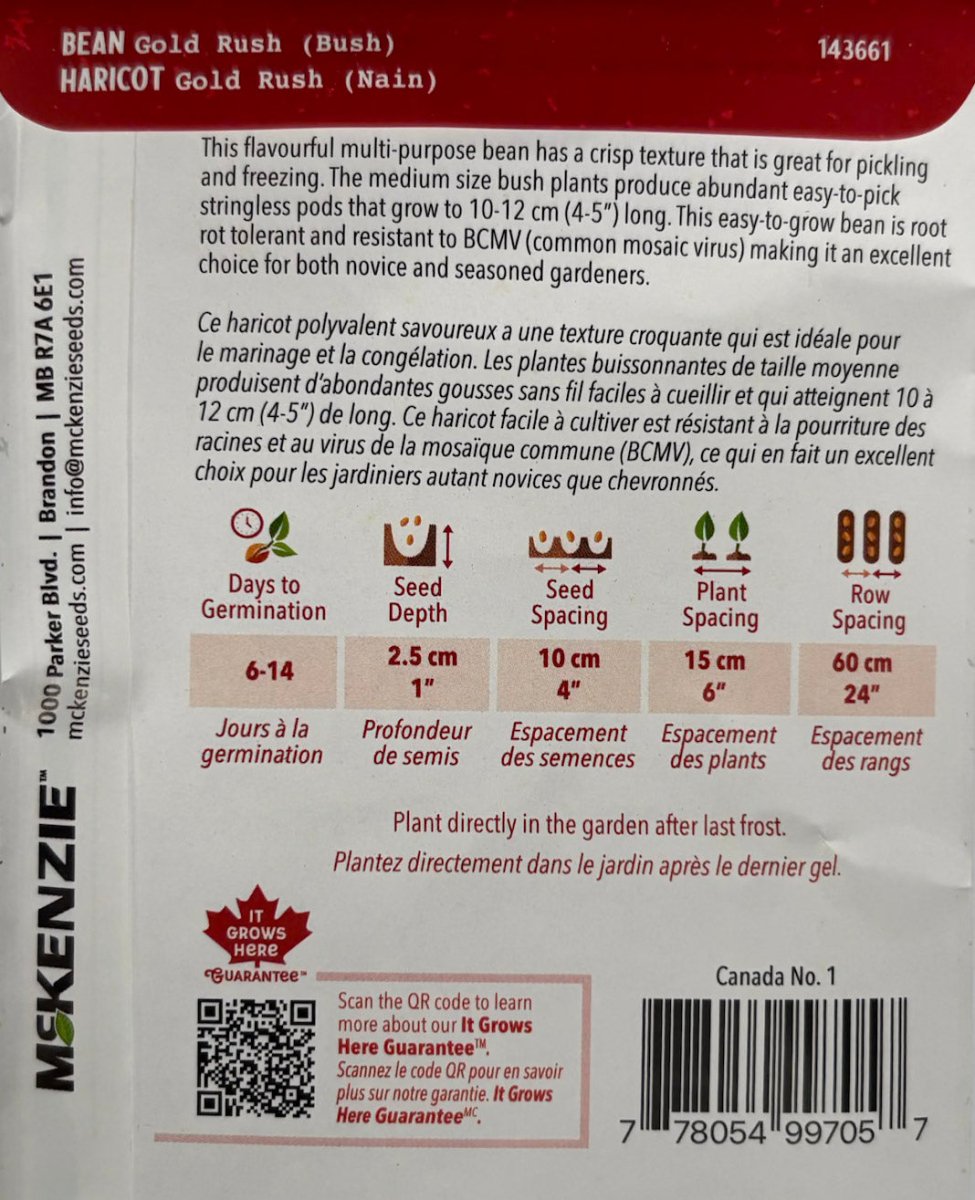 BEAN Gold Rush (Bush)
HARICOT Gold Rush (Nain)
143661
This flavourful multi-purpose bean has a crisp texture that is great for pickling
and freezing. The medium size bush plants produce abundant easy-to-pick
stringless pods that grow to 10-12 cm (4-5") long. This easy-to-grow bean is root
rot tolerant and resistant to BCMV (common mosaic virus) making it an excellent
choice for both novice and seasoned gardeners.
Ce haricot polyvalent savoureux a une texture croquante qui est idéale pour
le marinage et la congélation. Les plantes buissonnantes de taille moyenne
produisent d'abondantes gousses sans fil faciles à cueillir et qui atteignent 10 à
12 cm (4-5") de long. Ce haricot facile à cultiver est résistant à la pourriture des
racines et au virus de la mosaïque commune (BCMV), ce qui en fait un excellent
choix pour les jardiniers autant novices que chevronnés.
Days to
Germination
6-14
Jours à la
germination
Seed
Depth
2.5 cm
1"
Profondeur
de semis
Seed
Spacing
10 cm
4"
Espacement
des semences
Plant
Spacing
15 cm
6"
Espacement
des plants
Row
Spacing
60 cm
24"
Espacement
des rangs
Plant directly in the garden after last frost.
Plantez directement dans le jardin après le dernier gel.
IT
GROWS
HERE
GUARANTEE™
Scan the QR code to learn
more about our It Grows
Here Guarantee™.
Scannez le code QR pour en savoir
plus sur notre garantie. It Grows
Here Guarantee MC.
Canada No. 1
7 78054 99705 7
McKENZIE™
1000 Parker Blvd. | Brandon | MB R7A 6E1
mckenzieseeds.com | info@mckenzieseeds.com